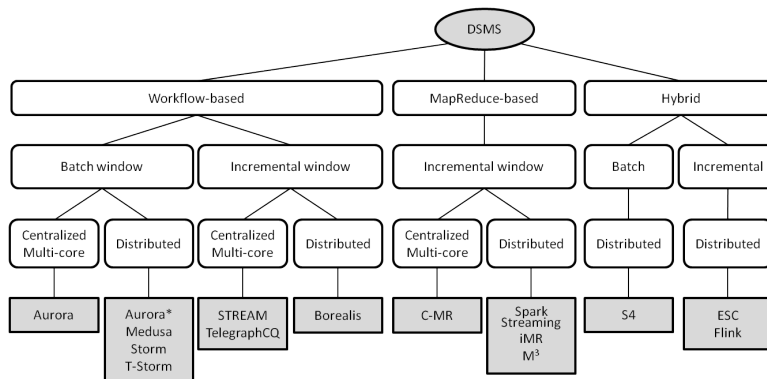 DSMS
Workflow-based
MapReduce-based
Hybrid
Batch window
Incremental window
Incremental window
Batch
Incremental
Centralized
Multi-core
Distributed
Centralized
Multi-core
Distributed
Centralized
Multi-core
Distributed
Distributed
Distributed
Aurora
Aurora*
Medusa
Storm
T-Storm
STREAM
TelegraphCQ
Borealis
C-MR
Spark
Streaming
iMR
M³
S4
ESC
Flink